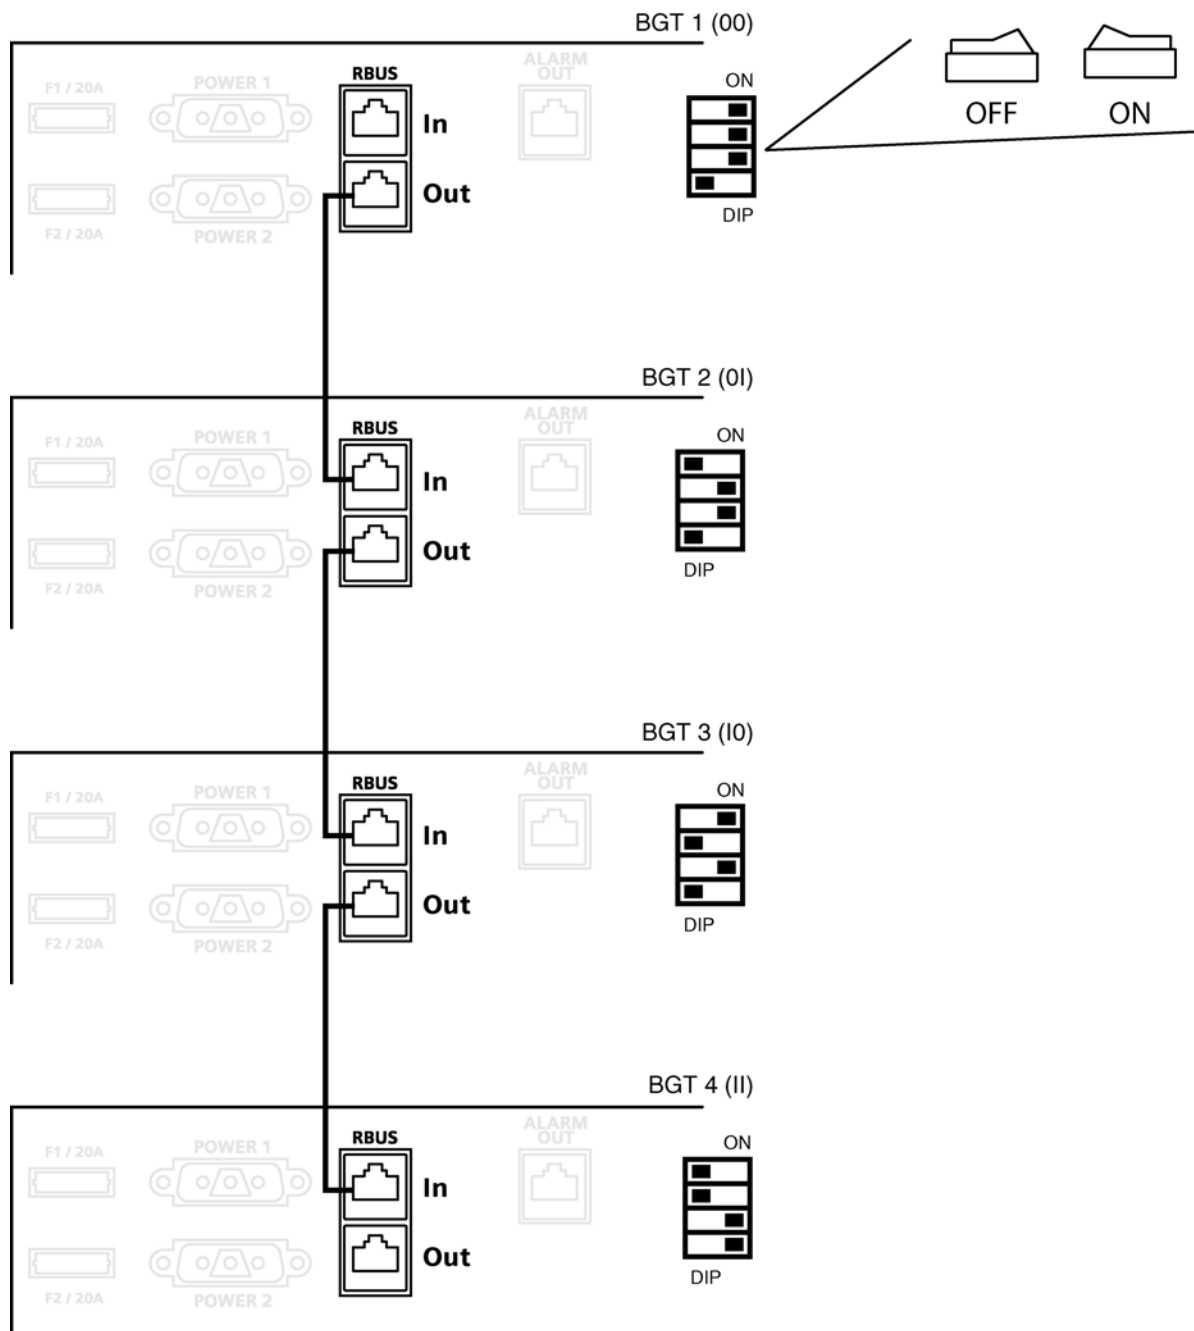 BGT 1 (00)
F1 / 20A
POWER 1
RBUS
ALARM
OUT
ON
In
OFF
ON
Out
F2 / 20A
POWER 2
DIP
BGT 2 (0I)
F1 / 20A
POWER 1
RBUS
ALARM
OUT
ON
In
Out
F2 / 20A
POWER 2
DIP
BGT 3 (I0)
F1 / 20A
POWER 1
RBUS
ALARM
OUT
ON
In
Out
F2 / 20A
POWER 2
DIP
BGT 4 (II)
F1 / 20A
POWER 1
RBUS
ALARM
OUT
ON
In
Out
F2 / 20A
POWER 2
DIP